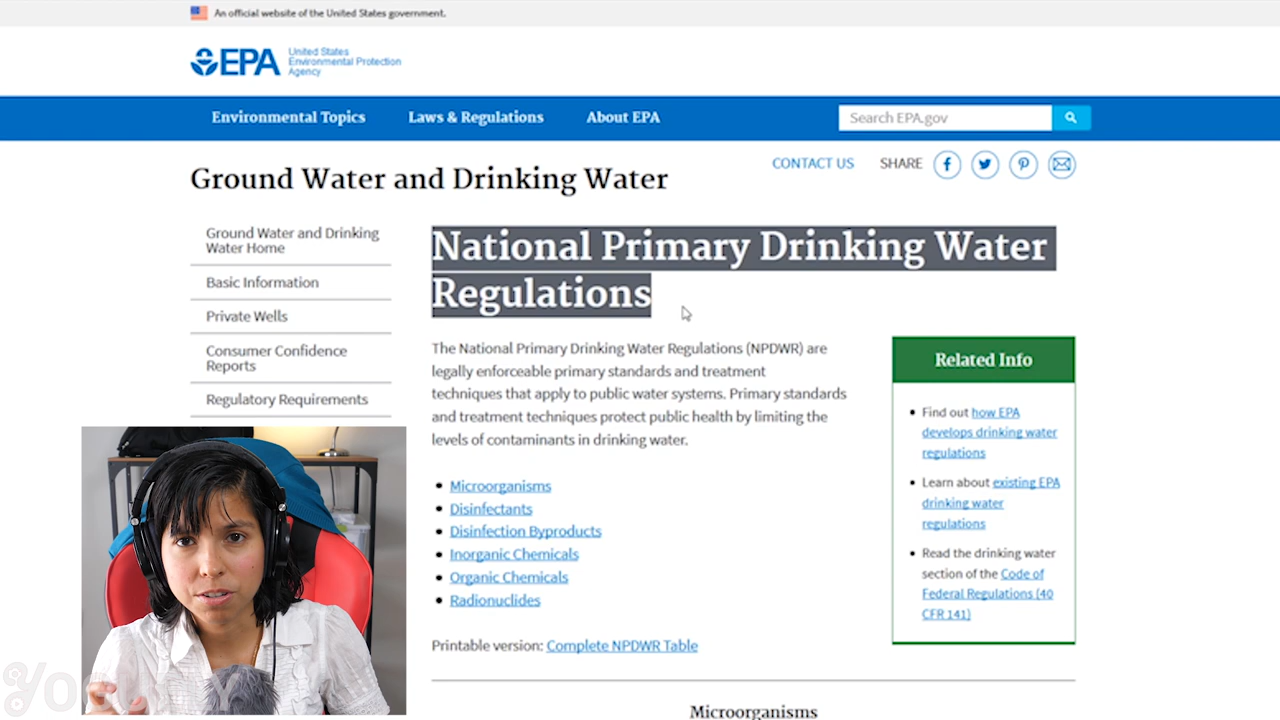 An official website of the United States government.
EPA
United States
Environmental Protection
Agency
Environmental Topics
Laws & Regulations
About EPA
Search EPA.gov
CONTACT US
SHARE
Ground Water and Drinking Water
Ground Water and Drinking
Water Home
Basic Information
Private Wells
Consumer Confidence
Reports
Regulatory Requirements
National Primary Drinking Water
Regulations
The National Primary Drinking Water Regulations (NPDWR) are
legally enforceable primary standards and treatment
techniques that apply to public water systems. Primary standards
and treatment techniques protect public health by limiting the
levels of contaminants in drinking water.
Microorganisms
Disinfectants
Disinfection Byproducts
Inorganic Chemicals
Organic Chemicals
Radionuclides
Printable version: Complete NPDWR Table
Related Info
Find out how EPA
develops drinking water
regulations
Learn about existing EPA
drinking water
regulations
Read the drinking water
section of the Code of
Federal Regulations (40
CFR 141)
Microorganisms